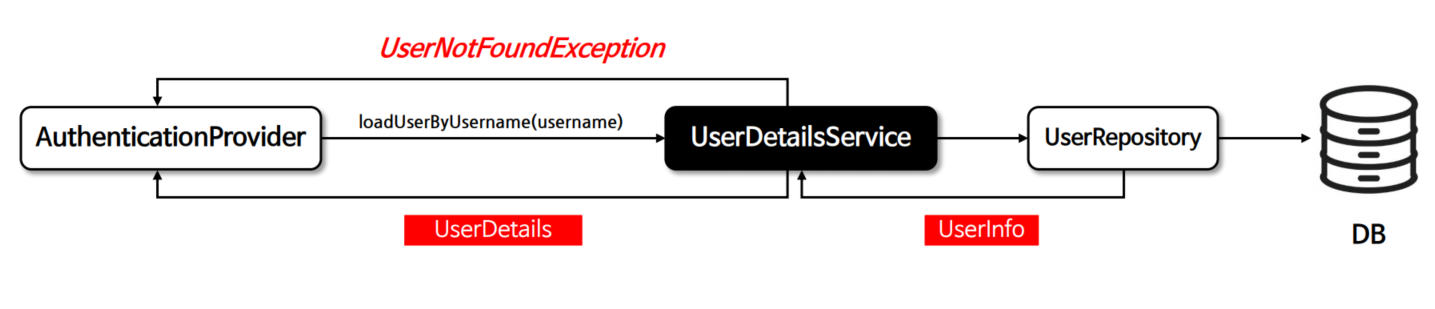 UserNotFoundException
AuthenticationProvider
loadUserByUsername(username)
UserDetailsService
UserRepository
UserDetails
UserInfo
DB